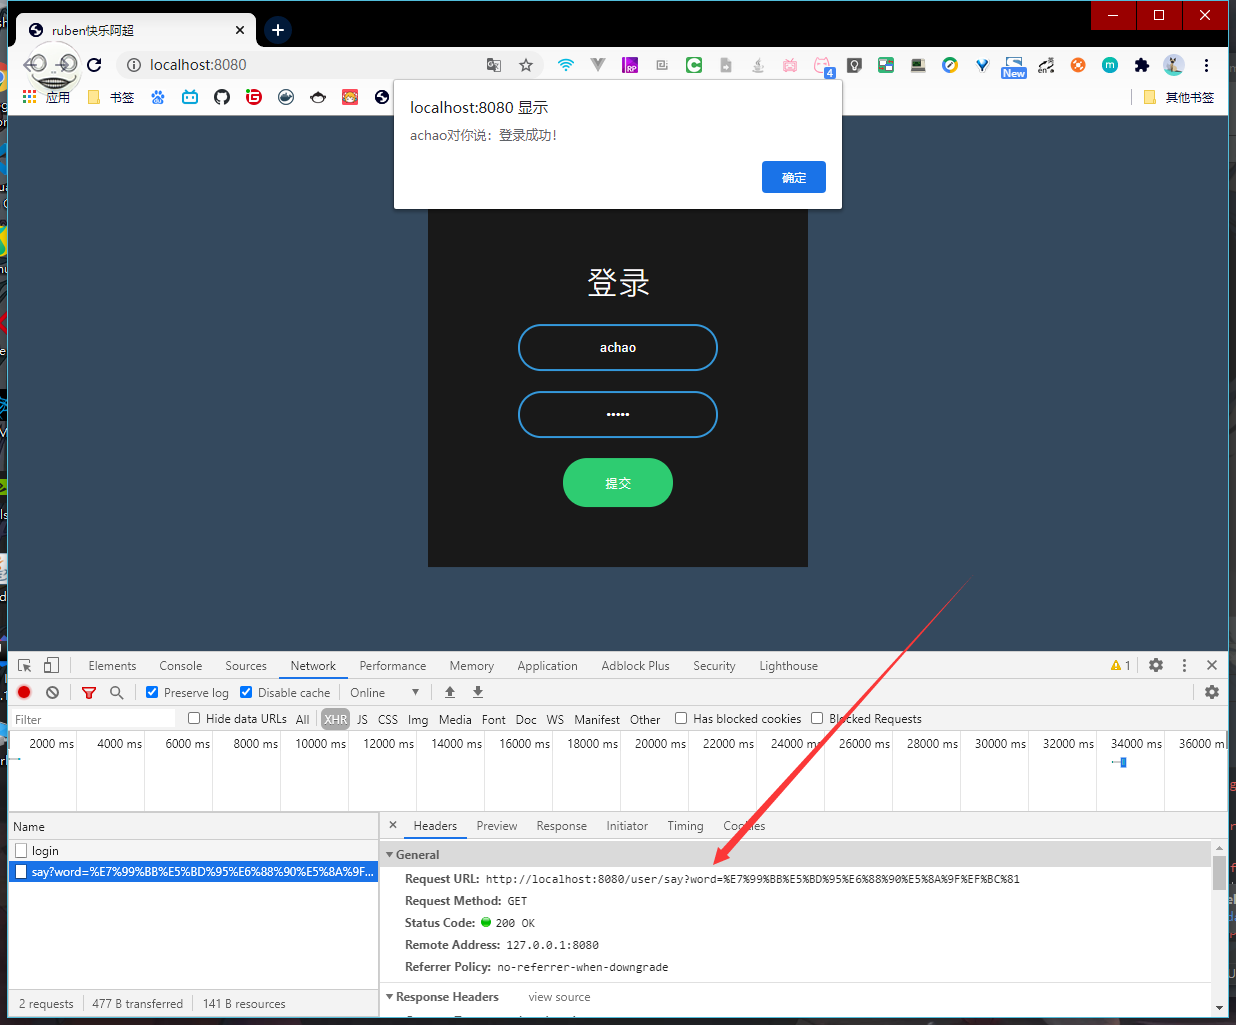 ruben快乐阿超
localhost:8080
New
4
应用
书签
其他书签
localhost:8080 显示
achao对你说：登录成功！
确定
登录
achao
•••••
提交
Elements Console Sources Network Performance Memory Application Adblock Plus Security Lighthouse 1
Preserve log Disable cache Online
Filter Hide data URLs All XHR JS CSS Img Media Font Doc WS Manifest Other Has blocked cookies Blocked Requests
2000 ms 4000 ms 6000 ms 8000 ms 10000 ms 12000 ms 14000 ms 16000 ms 18000 ms 20000 ms 22000 ms 24000 ms 26000 ms 28000 ms 30000 ms 32000 ms 34000 ms 36000 m
Name
login
say?word=%E7%99%BB%E5%BD%95%E6%88%90%E5%8A%9F...
Headers Preview Response Initiator Timing Cookies
General
Request URL: http://localhost:8080/user/say?word=%E7%99%BB%E5%BD%95%E6%88%90%E5%8A%9F%EF%BC%81
Request Method: GET
Status Code: 200 OK
Remote Address: 127.0.0.1:8080
Referrer Policy: no-referrer-when-downgrade
Response Headers view source
2 requests 477 B transferred 141 B resources